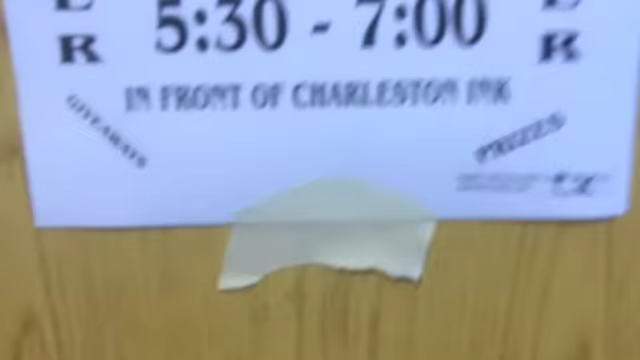 5:30 - 7:00
R R
IN FRONT OF CHARLESTON INK
GIVEAWAYS
PRIZES